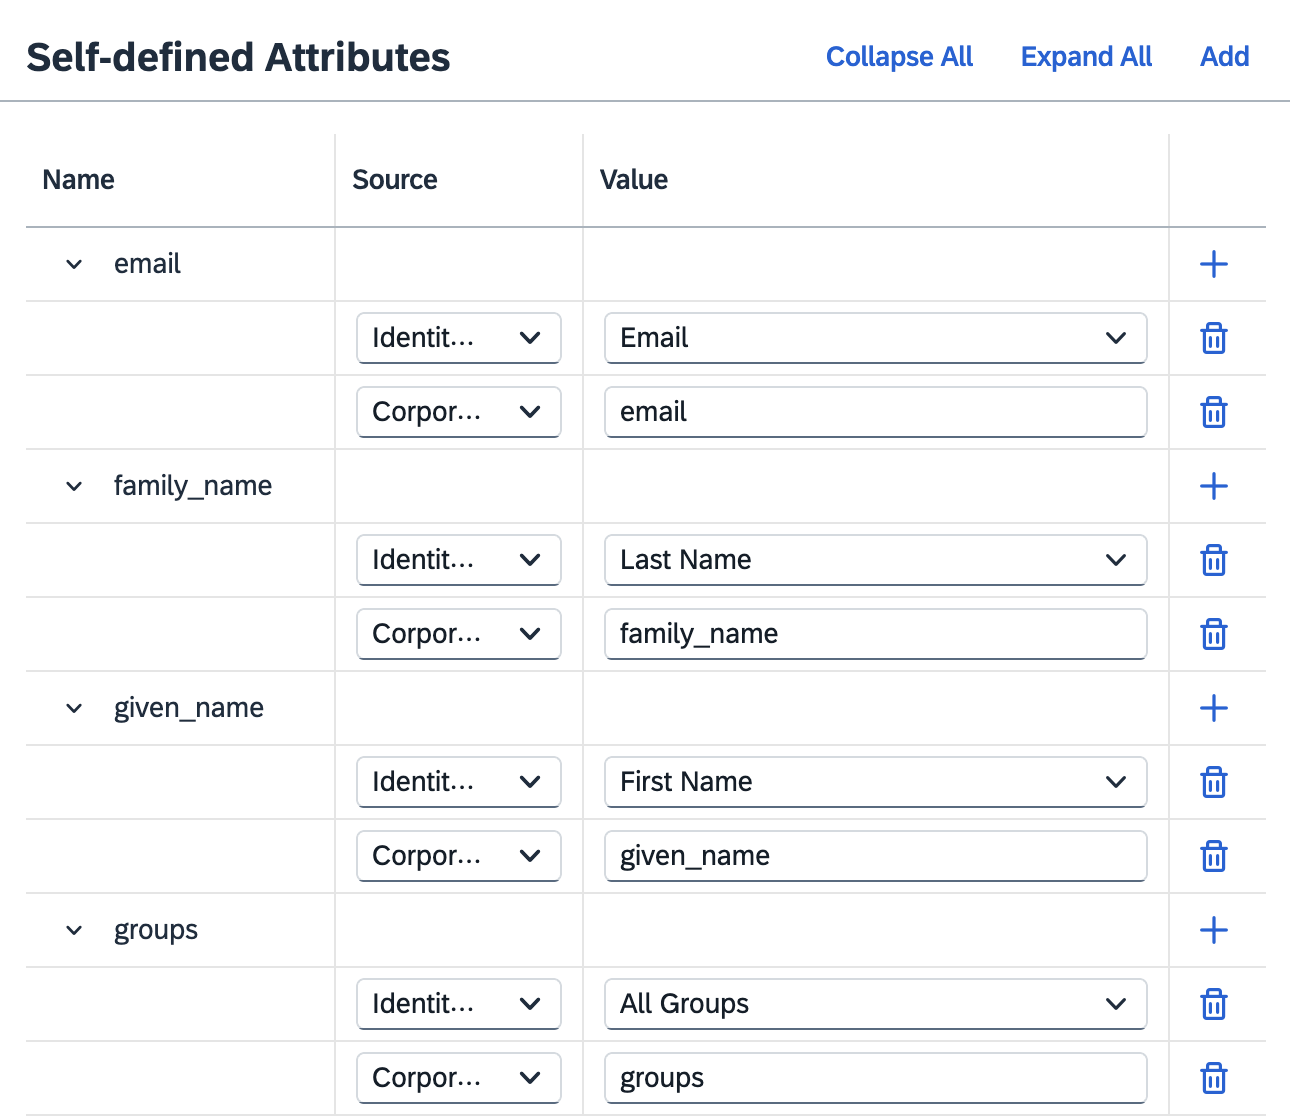 Self-defined Attributes Collapse All Expand All Add
Name Source Value
email
Identit... Email
Corpor... email
family_name
Identit... Last Name
Corpor... family_name
given_name
Identit... First Name
Corpor... given_name
groups
Identit... All Groups
Corpor... groups